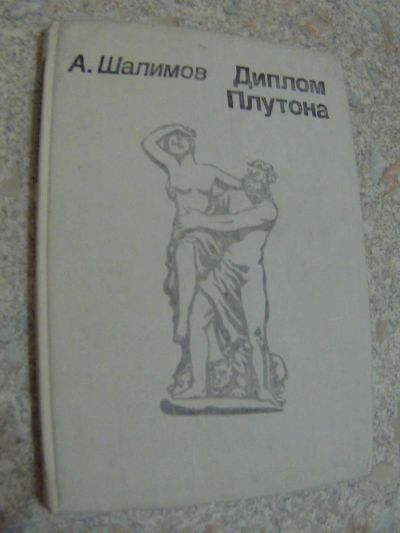 А. Шалимов
Диплом
Плутона